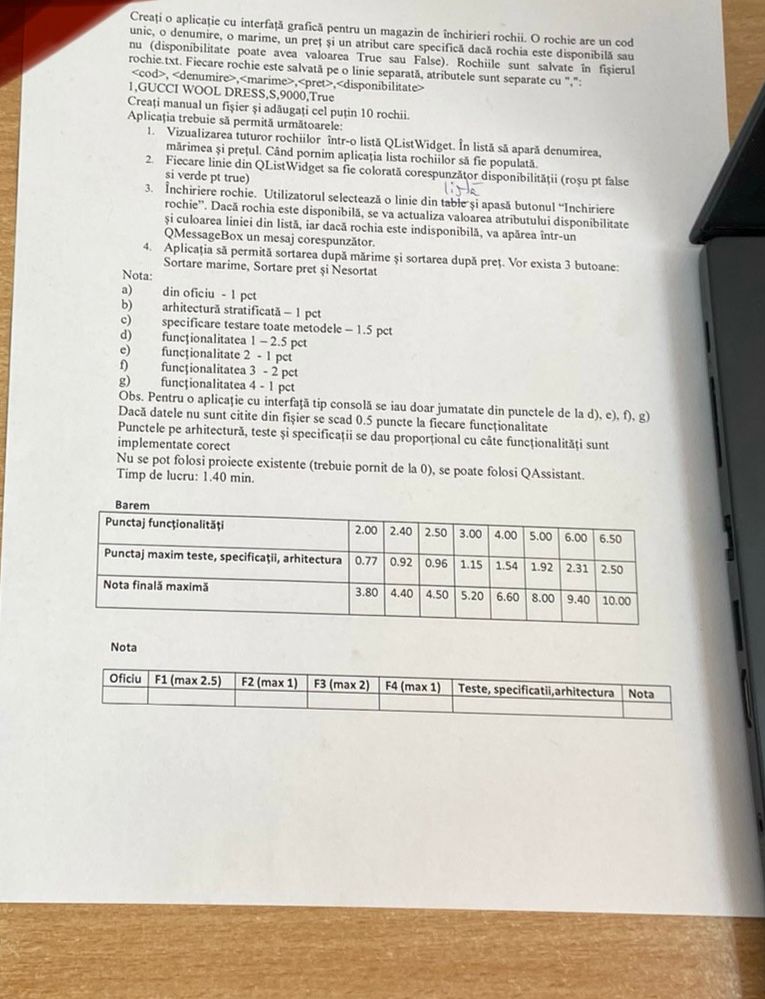 Creați o aplicație cu interfață grafică pentru un magazin de închirieri rochii. O rochie are un cod
unic, o denumire, o marime, un preț și un atribut care specifică dacă rochia este disponibilă sau
nu (disponibilitate poate avea valoarea True sau False). Rochiile sunt salvate în fișierul
rochie.txt. Fiecare rochie este salvată pe o linie separată, atributele sunt separate cu ",":
<cod>, <denumire>,<marime>,<pret>,<disponibilitate>
1,GUCCI WOOL DRESS,S,9000,True
Creați manual un fișier și adăugați cel puțin 10 rochii.
Aplicația trebuie să permită următoarele:
1. Vizualizarea tuturor rochiilor într-o listă QListWidget. În listă să apară denumirea,
mărimea și prețul. Când pornim aplicația lista rochiilor să fie populată.
2. Fiecare linie din QListWidget sa fie colorată corespunzător disponibilității (roșu pt false
si verde pt true)
listă
3. Închiriere rochie. Utilizatorul selectează o linie din table și apasă butonul "Inchiriere
rochie". Dacă rochia este disponibilă, se va actualiza valoarea atributului disponibilitate
și culoarea liniei din listă, iar dacă rochia este indisponibilă, va apărea într-un
QMessageBox un mesaj corespunzător.
4. Aplicația să permită sortarea după mărime și sortarea după preț. Vor exista 3 butoane:
Sortare marime, Sortare pret și Nesortat
Nota:
a) din oficiu - 1 pct
b) arhitectură stratificată – 1 pct
c) specificare testare toate metodele – 1.5 pct
d) funcționalitatea 1 – 2.5 pct
e) funcționalitate 2 - 1 pct
f) funcționalitatea 3 - 2 pct
g) funcționalitatea 4 - 1 pct
Obs. Pentru o aplicație cu interfață tip consolă se iau doar jumatate din punctele de la d), e), f), g)
Dacă datele nu sunt citite din fișier se scad 0.5 puncte la fiecare funcționalitate
Punctele pe arhitectură, teste și specificații se dau proporțional cu câte funcționalități sunt
implementate corect
Nu se pot folosi proiecte existente (trebuie pornit de la 0), se poate folosi QAssistant.
Timp de lucru: 1.40 min.
Barem
Punctaj funcționalități 2.00 2.40 2.50 3.00 4.00 5.00 6.00 6.50
Punctaj maxim teste, specificații, arhitectura 0.77 0.92 0.96 1.15 1.54 1.92 2.31 2.50
Nota finală maximă 3.80 4.40 4.50 5.20 6.60 8.00 9.40 10.00
Nota
Oficiu F1 (max 2.5) F2 (max 1) F3 (max 2) F4 (max 1) Teste, specificatii,arhitectura Nota